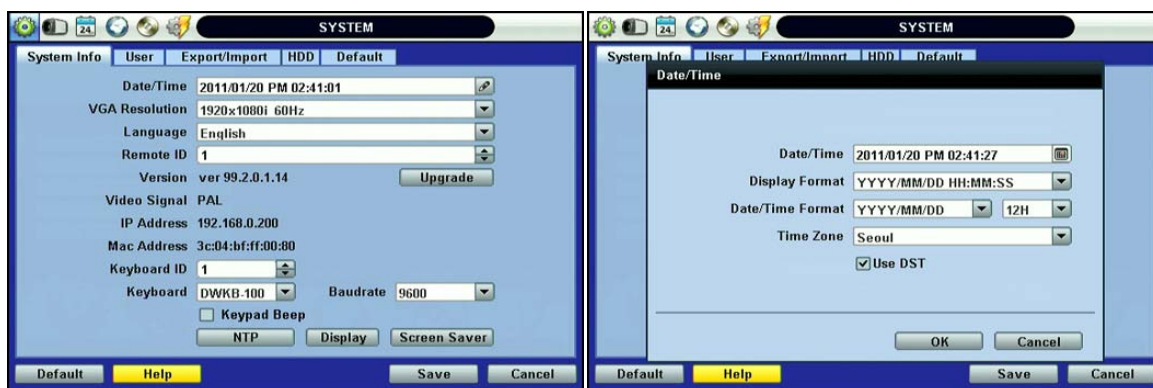 24
SYSTEM
System Info User Export/Import HDD Default
Date/Time 2011/01/20 PM 02:41:01
VGA Resolution 1920x1080i 60Hz
Language English
Remote ID 1
Version ver 99.2.0.1.14 Upgrade
Video Signal PAL
IP Address 192.168.0.200
Mac Address 3c:04:bf:ff:00:80
Keyboard ID 1
Keyboard DWKB-100 Baudrate 9600
Keypad Beep
NTP Display Screen Saver
Default Help Save Cancel
24
SYSTEM
System Info User Export/Import HDD Default
Date/Time
Date/Time 2011/01/20 PM 02:41:27
Display Format YYYY/MM/DD HH:MM:SS
Date/Time Format YYYY/MM/DD 12H
Time Zone Seoul
Use DST
OK Cancel
Default Help Save Cancel